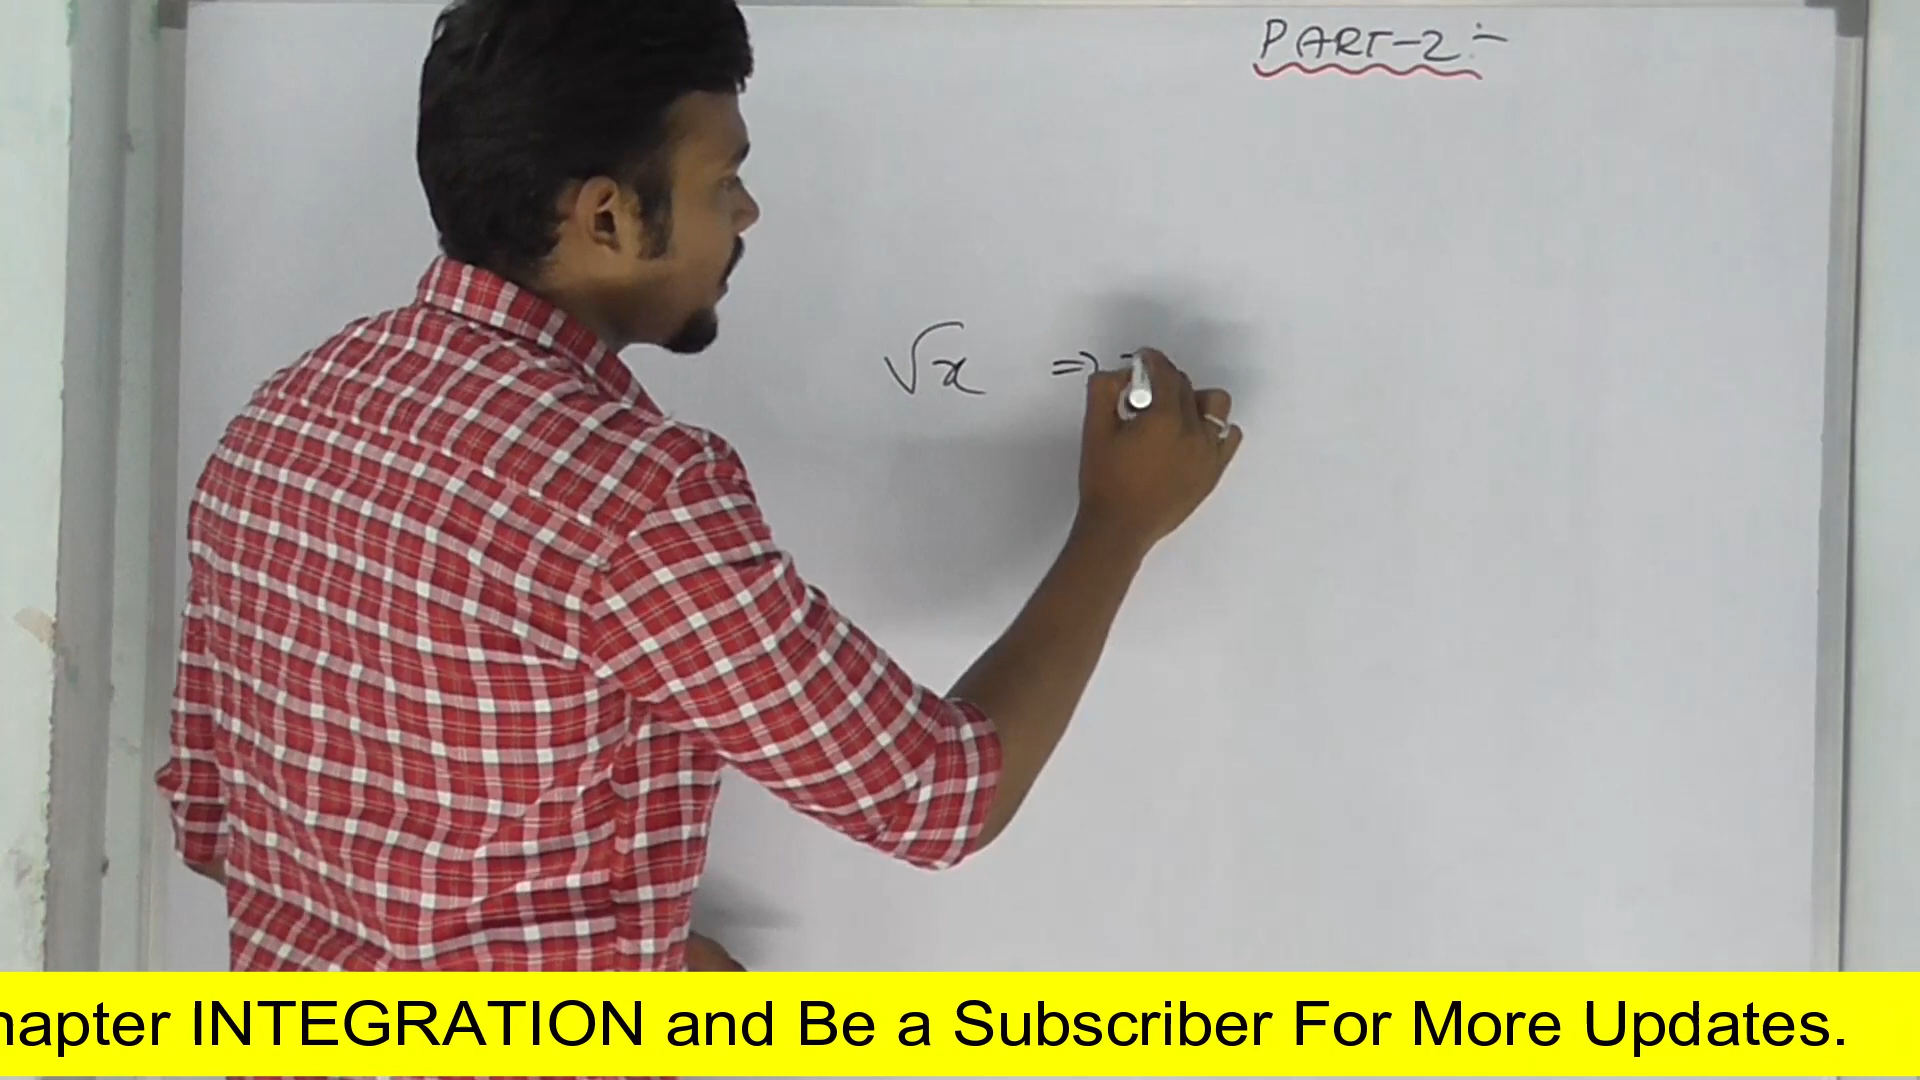 PART-2:-
√x ⇒
hapter INTEGRATION and Be a Subscriber For More Updates.